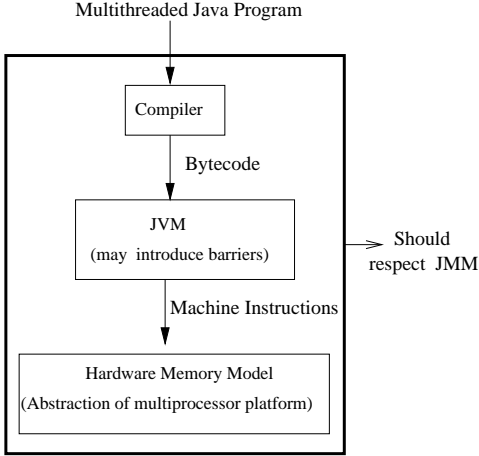 Multithreaded Java Program
Compiler
Bytecode
JVM
(may introduce barriers)
Should
respect JMM
Machine Instructions
Hardware Memory Model
(Abstraction of multiprocessor platform)